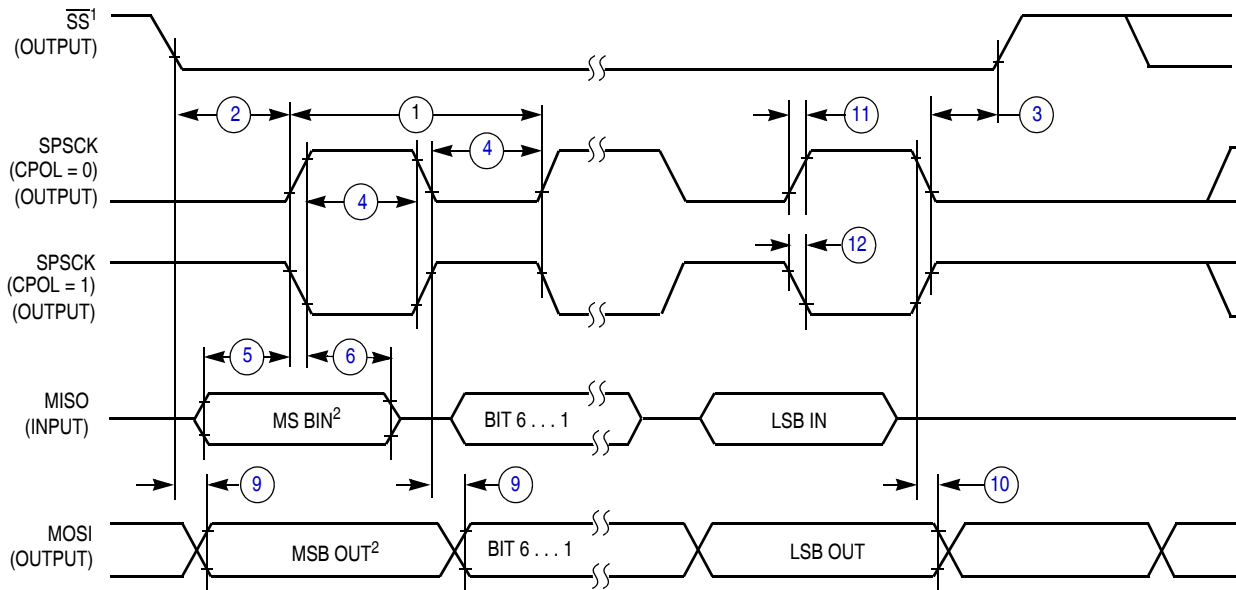 SS¹
(OUTPUT)
2
1
11
3
SPSCK
(CPOL = 0)
(OUTPUT)
4
4
12
SPSCK
(CPOL = 1)
(OUTPUT)
5
6
MISO
(INPUT)
MS BIN²
BIT 6 . . . 1
LSB IN
9
9
10
MOSI
(OUTPUT)
MSB OUT²
BIT 6 . . . 1
LSB OUT